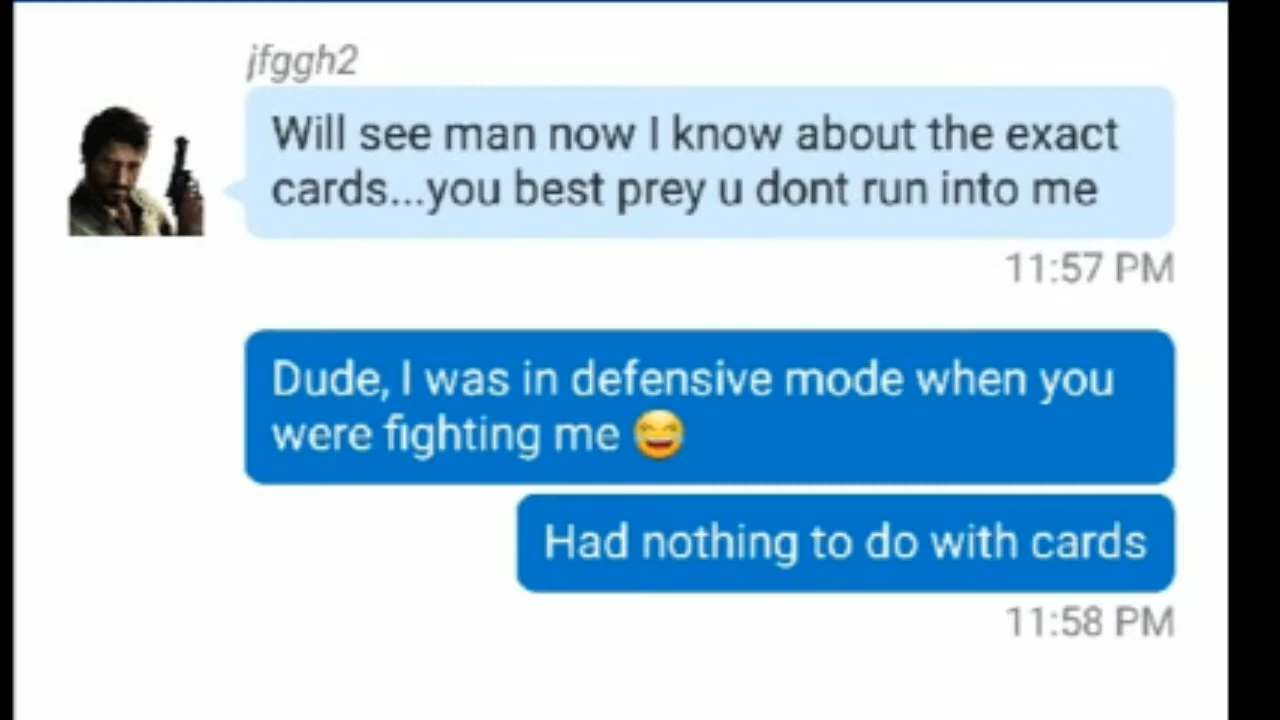 jfggh2
Will see man now I know about the exact
cards...you best prey u dont run into me
11:57 PM
Dude, I was in defensive mode when you
were fighting me 😂
Had nothing to do with cards
11:58 PM